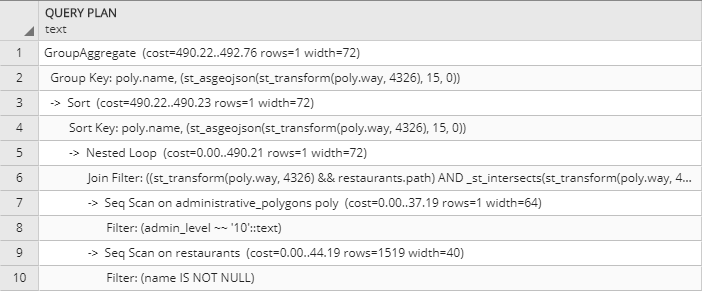 QUERY PLAN
text
1 GroupAggregate (cost=490.22..492.76 rows=1 width=72)
2 Group Key: poly.name, (st_asgeojson(st_transform(poly.way, 4326), 15, 0))
3 -> Sort (cost=490.22..490.23 rows=1 width=72)
4 Sort Key: poly.name, (st_asgeojson(st_transform(poly.way, 4326), 15, 0))
5 -> Nested Loop (cost=0.00..490.21 rows=1 width=72)
6 Join Filter: ((st_transform(poly.way, 4326) && restaurants.path) AND _st_intersects(st_transform(poly.way, 4...
7 -> Seq Scan on administrative_polygons poly (cost=0.00..37.19 rows=1 width=64)
8 Filter: (admin_level ~~ '10'::text)
9 -> Seq Scan on restaurants (cost=0.00..44.19 rows=1519 width=40)
10 Filter: (name IS NOT NULL)